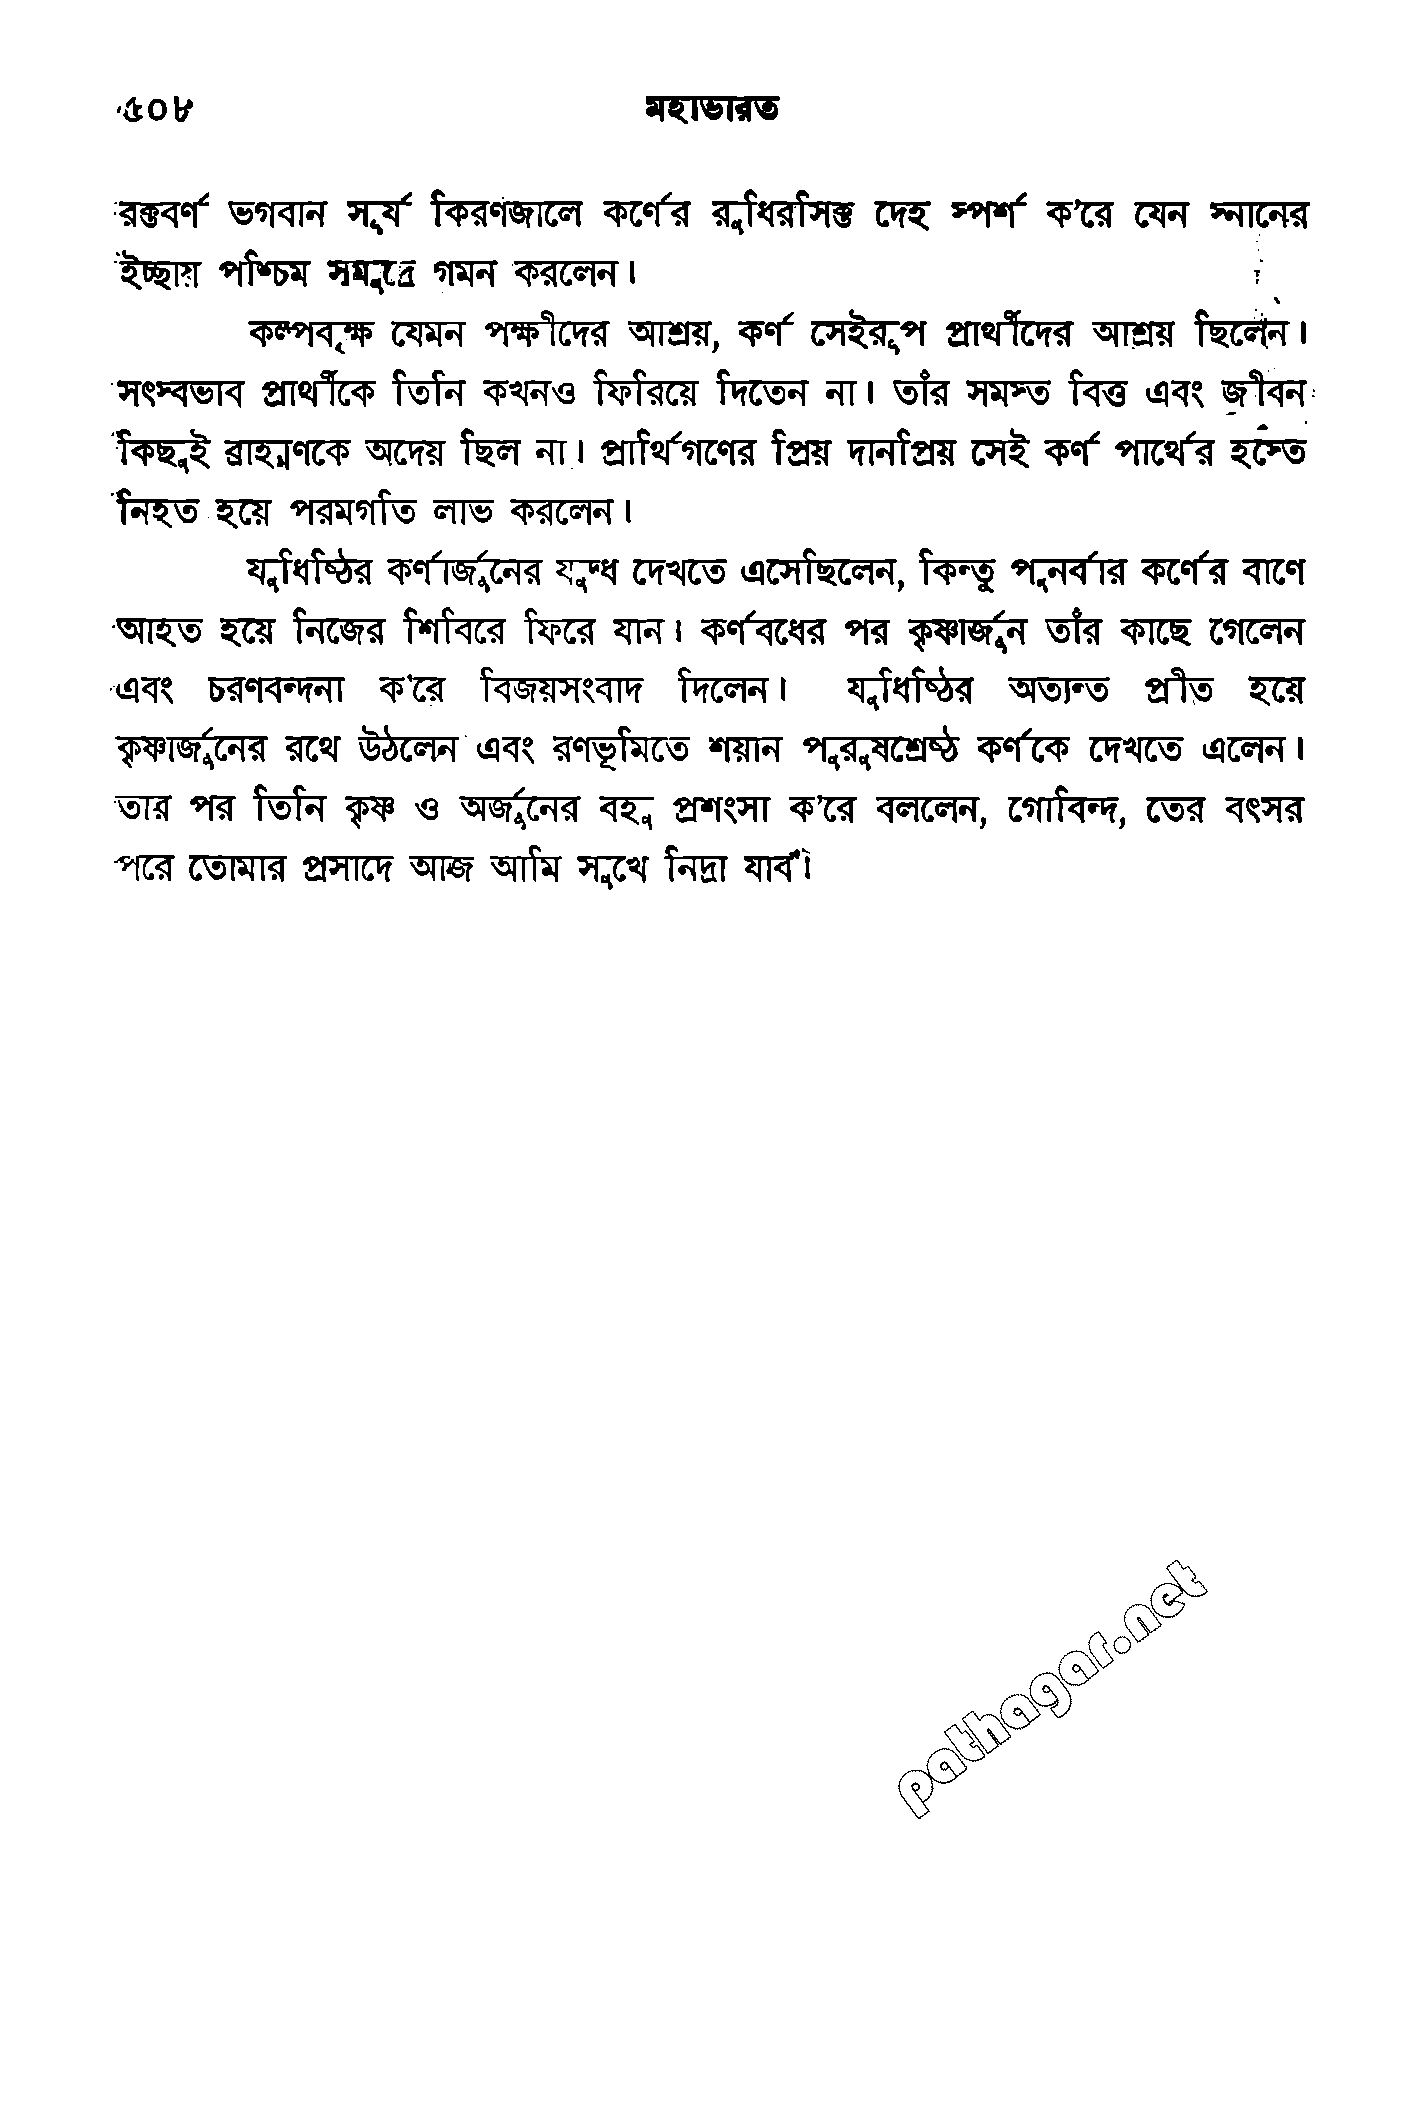 ৫০৮ মহাভারত
রক্তবর্ণ ভগবান সূর্য কিরণজালে কর্ণের রুধিরসিক্ত দেহ স্পর্শ ক’রে যেন স্নানের
ইচ্ছায় পশ্চিম সমুদ্রে গমন করলেন।
কল্পবৃক্ষ যেমন পক্ষীদের আশ্রয়, কর্ণ সেইরূপ প্রার্থীদের আশ্রয় ছিলেন।
সৎস্বভাব প্রার্থীকে তিনি কখনও ফিরিয়ে দিতেন না। তাঁর সমস্ত বিত্ত এবং জীবন
কিছুই ব্রাহ্মণকে অদেয় ছিল না। প্রার্থিগণের প্রিয় দানপ্রিয় সেই কর্ণ পার্থের হস্তে
নিহত হয়ে পরমগতি লাভ করলেন।
যুধিষ্ঠির কর্ণার্জুনের যুদ্ধ দেখতে এসেছিলেন, কিন্তু পুনর্বার কর্ণের বাণে
আহত হয়ে নিজের শিবিরে ফিরে যান। কর্ণবধের পর কৃষ্ণার্জুন তাঁর কাছে গেলেন
এবং চরণবন্দনা ক’রে বিজয়সংবাদ দিলেন। যুধিষ্ঠির অত্যন্ত প্রীত হয়ে
কৃষ্ণার্জুনের রথে উঠলেন এবং রণভূমিতে শয়ান পুরুষশ্রেষ্ঠ কর্ণকে দেখতে এলেন।
তার পর তিনি কৃষ্ণ ও অর্জুনের বহু প্রশংসা ক’রে বললেন, গোবিন্দ, তের বৎসর
পরে তোমার প্রসাদে আজ আমি সুখে নিদ্রা যাব।
pathagar.net